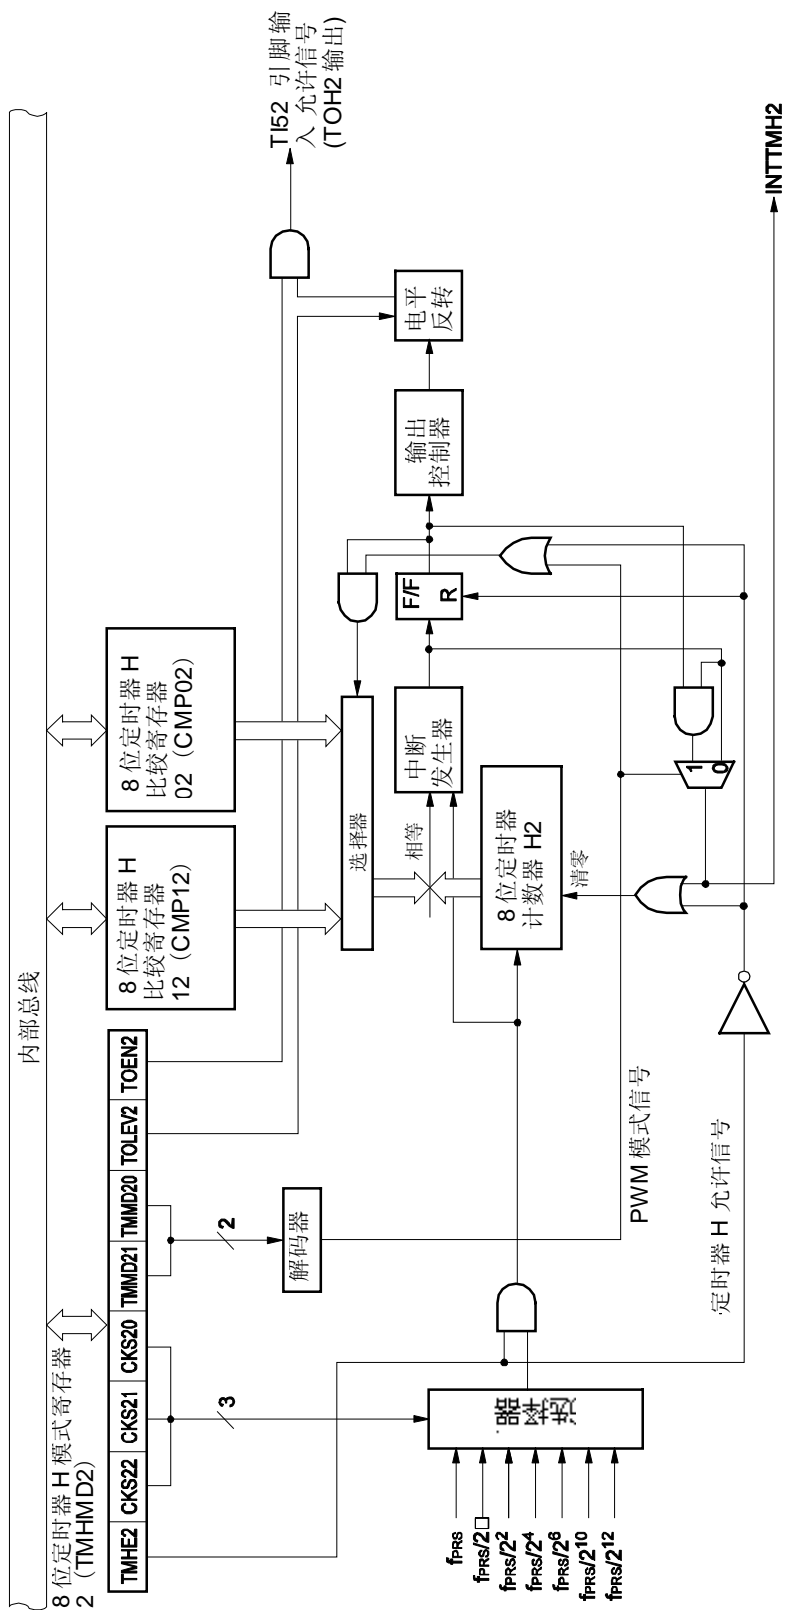 内部总线
8 位定时器 H 模式寄存器
2（TMHMD2）
TMHE2
CKS22
CKS21
CKS20
TMMD21
TMMD20
TOLEV2
TOEN2
8 位定时器 H
比较寄存器
12（CMP12）
8 位定时器 H
比较寄存器
02（CMP02）
TI52 引脚输
入 允许信号
(TOH2 输出)
3
2
解码器
选择器
相等
F/F
R
输出
控制器
电平
反转
中断
发生器
fPRS
fPRS/2□
fPRS/2²
fPRS/2⁴
fPRS/2⁶
fPRS/2¹⁰
fPRS/2¹²
选择器
8 位定时
计数器 H2
清零
1
0
PWM 模式信号
定时器 H 允许信号
INTTMH2